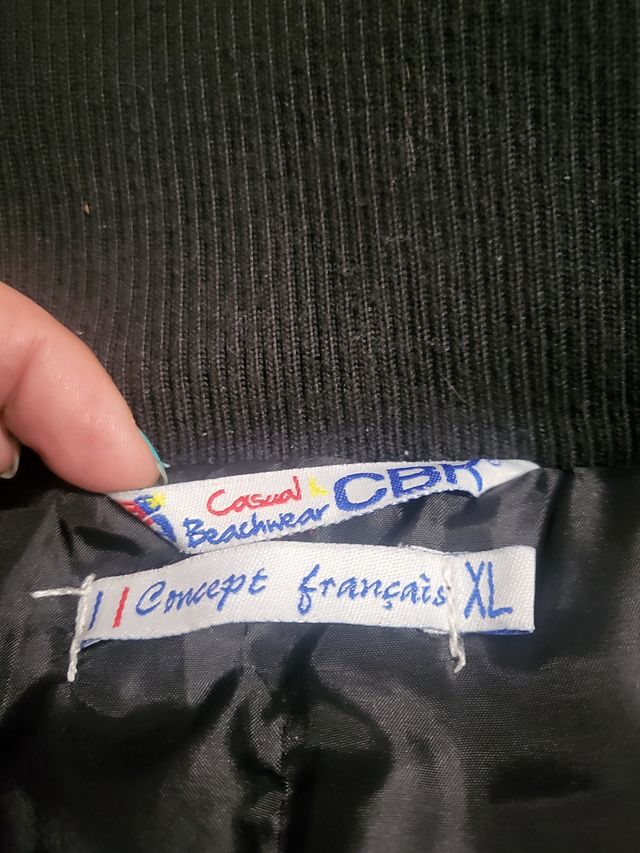 Casual &
Beachwear
CBR
Concept français XL